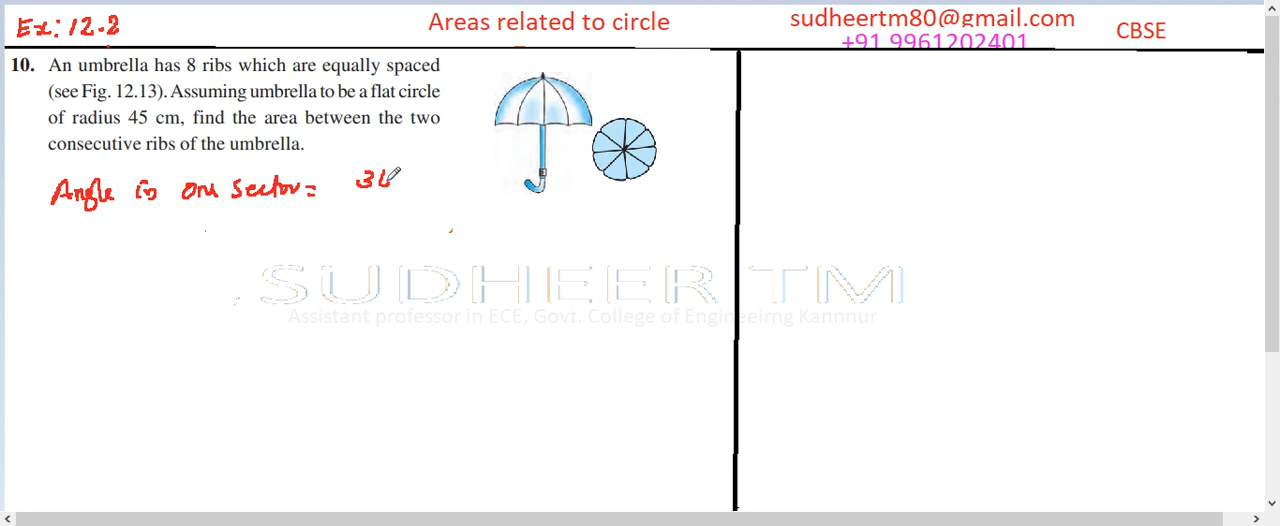 Ex: 12.2
Areas related to circle
sudheertm80@gmail.com
+91 9961202401
CBSE
10. An umbrella has 8 ribs which are equally spaced
(see Fig. 12.13). Assuming umbrella to be a flat circle
of radius 45 cm, find the area between the two
consecutive ribs of the umbrella.
Angle in one sector = 36
SUDHEER TM
Assistant professor in ECE, Govt. College of Engineeirng Kannnur